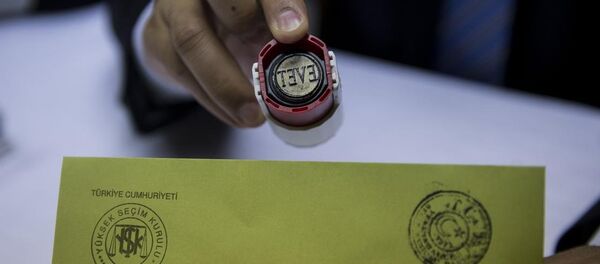 EVET
TÜRKİYE CUMHURİYETİ
YÜKSEK SEÇİM KURULU
YSK